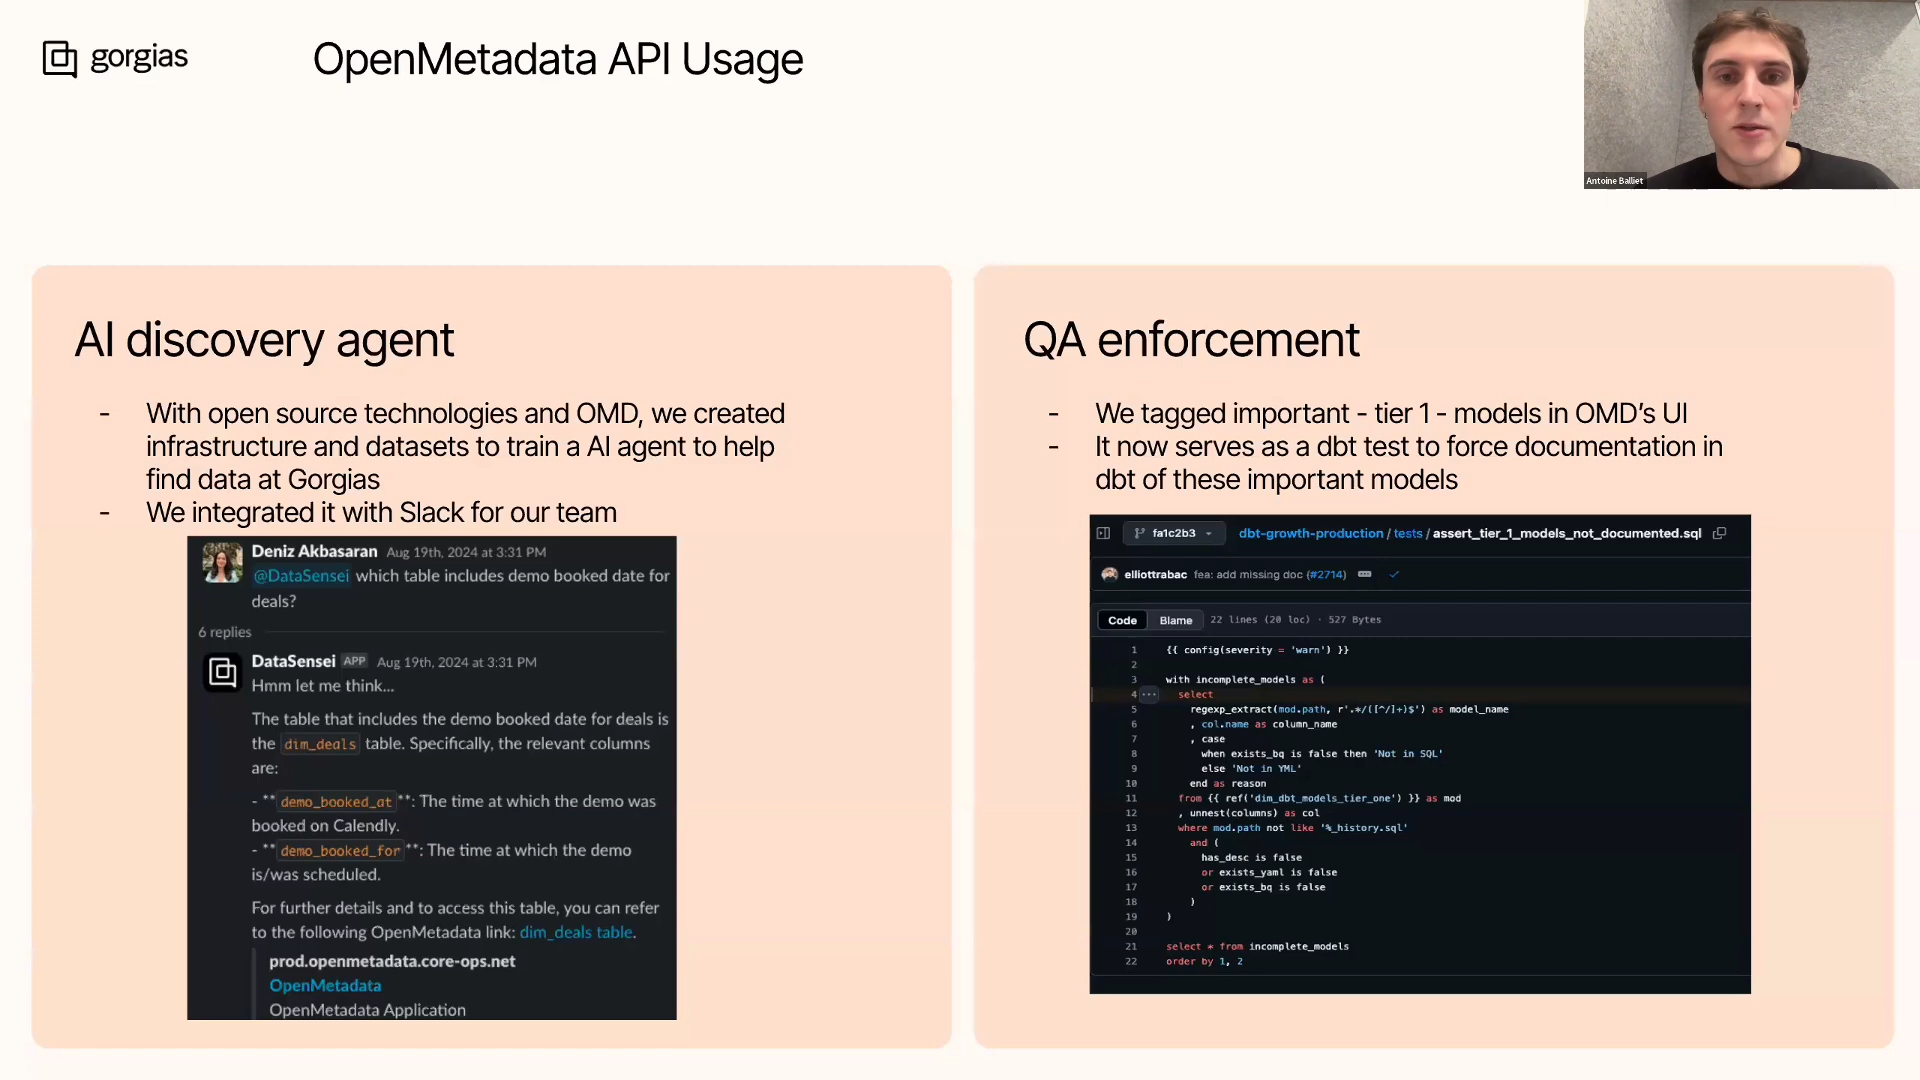 gorgias
OpenMetadata API Usage
Antoine Balliet
AI discovery agent
- With open source technologies and OMD, we created
infrastructure and datasets to train a AI agent to help
find data at Gorgias
- We integrated it with Slack for our team
Deniz Akbasaran Aug 19th, 2024 at 3:31 PM
@DataSensei which table includes demo booked date for
deals?
6 replies
DataSensei APP Aug 19th, 2024 at 3:31 PM
Hmm let me think...
The table that includes the demo booked date for deals is
the dim_deals table. Specifically, the relevant columns
are:
- ** demo_booked_at **: The time at which the demo was
booked on Calendly.
- ** demo_booked_for **: The time at which the demo
is/was scheduled.
For further details and to access this table, you can refer
to the following OpenMetadata link: dim_deals table.
prod.openmetadata.core-ops.net
OpenMetadata
OpenMetadata Application
QA enforcement
- We tagged important - tier 1 - models in OMD's UI
- It now serves as a dbt test to force documentation in
dbt of these important models
fa1c2b3 dbt-growth-production / tests / assert_tier_1_models_not_documented.sql
elliottrabac fea: add missing doc (#2714)
Code Blame 22 lines (20 loc) · 527 Bytes
1 {{ config(severity = 'warn') }}
2
3 with incomplete_models as (
4 select
5 regexp_extract(mod.path, r'.*/([^/]+)$') as model_name
6 , col.name as column_name
7 , case
8 when exists_bq is false then 'Not in SQL'
9 else 'Not in YML'
10 end as reason
11 from {{ ref('dim_dbt_models_tier_one') }} as mod
12 , unnest(columns) as col
13 where mod.path not like '%_history.sql'
14 and (
15 has_desc is false
16 or exists_yaml is false
17 or exists_bq is false
18 )
19 )
20
21 select * from incomplete_models
22 order by 1, 2